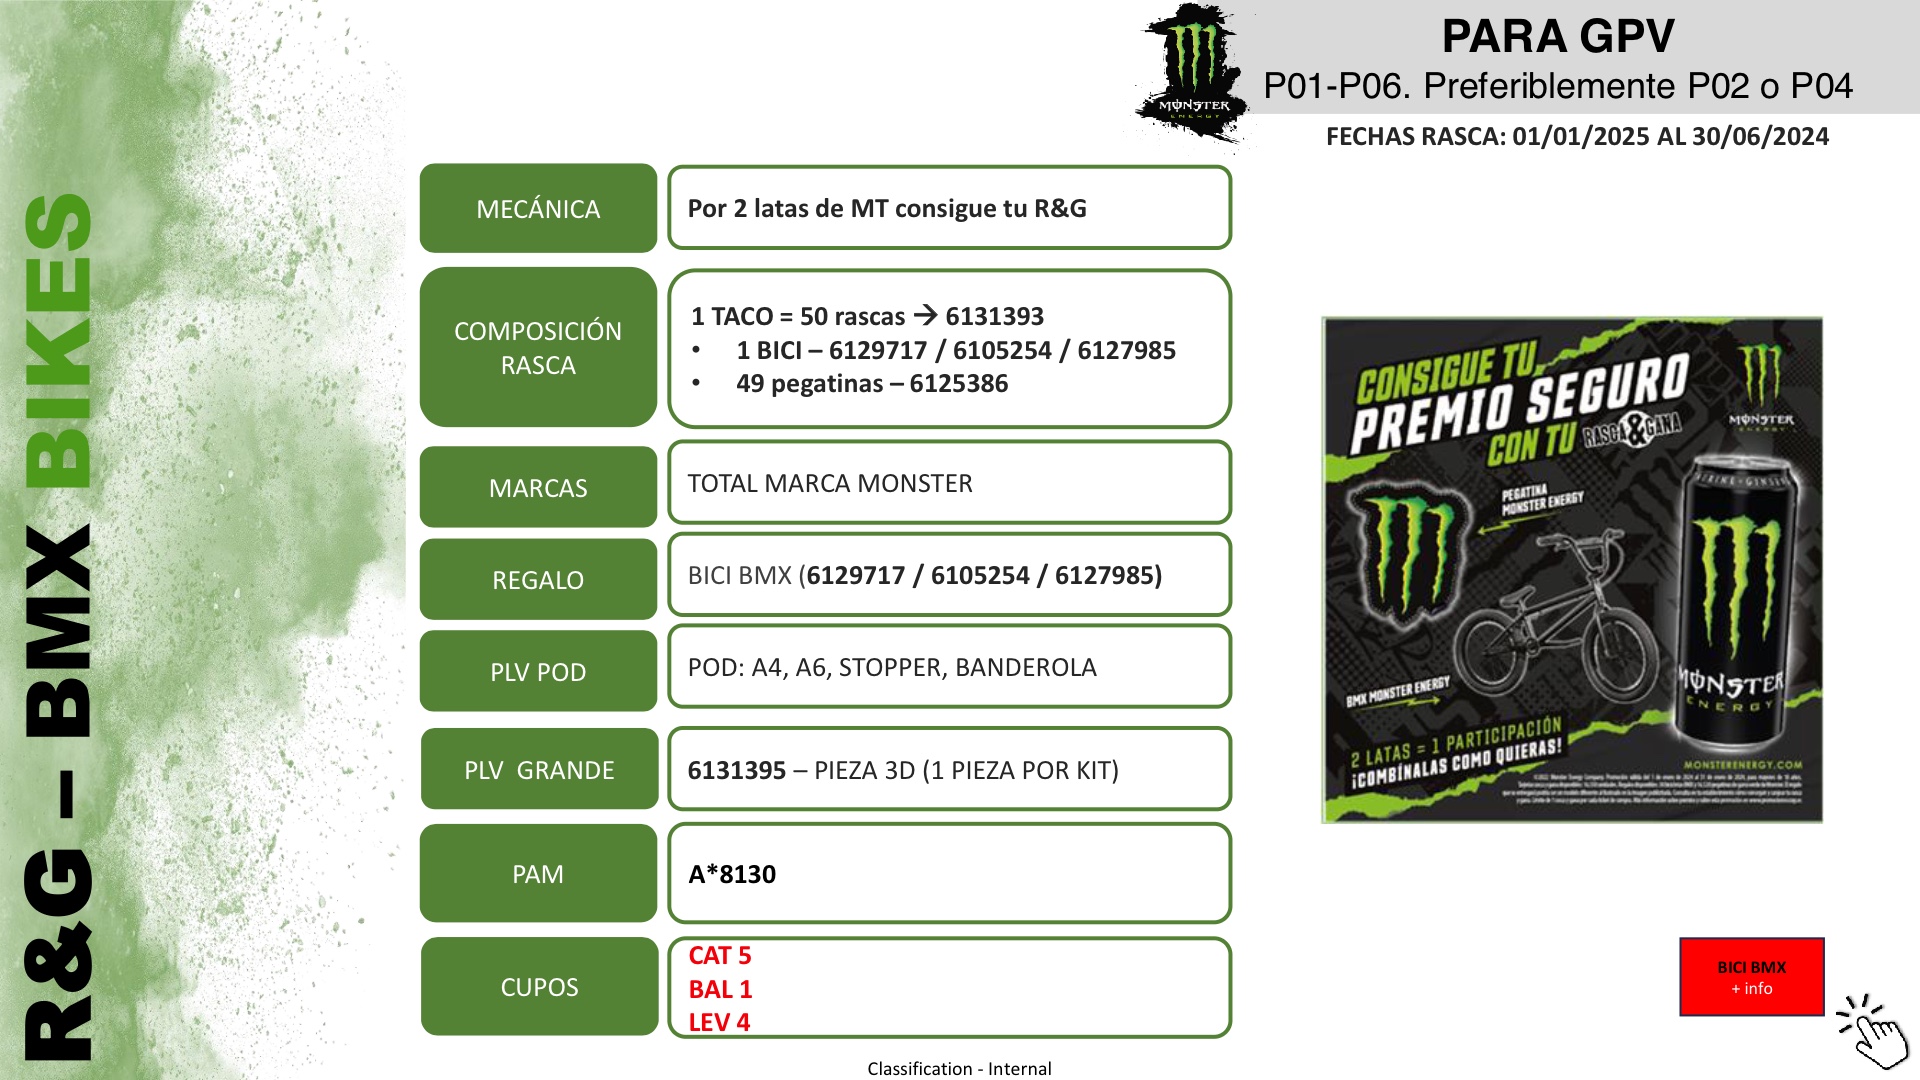 PARA GPV
P01-P06. Preferiblemente P02 o P04
FECHAS RASCA: 01/01/2025 AL 30/06/2024
MONSTER
ENERGY
R&G – BMX BIKES
MECÁNICA
Por 2 latas de MT consigue tu R&G
COMPOSICIÓN
RASCA
1 TACO = 50 rascas → 6131393
• 1 BICI – 6129717 / 6105254 / 6127985
• 49 pegatinas – 6125386
MARCAS
TOTAL MARCA MONSTER
REGALO
BICI BMX (6129717 / 6105254 / 6127985)
PLV POD
POD: A4, A6, STOPPER, BANDEROLA
PLV GRANDE
6131395 – PIEZA 3D (1 PIEZA POR KIT)
PAM
A*8130
CUPOS
CAT 5
BAL 1
LEV 4
CONSIGUE TU
PREMIO SEGURO
CON TU RASCA&GANA
MONSTER
ENERGY
PEGATINA
MONSTER ENERGY
BMX MONSTER ENERGY
MONSTER
ENERGY
2 LATAS = 1 PARTICIPACIÓN
¡COMBÍNALAS COMO QUIERAS!
MONSTERENERGY.COM
BICI BMX
+ info
Classification - Internal